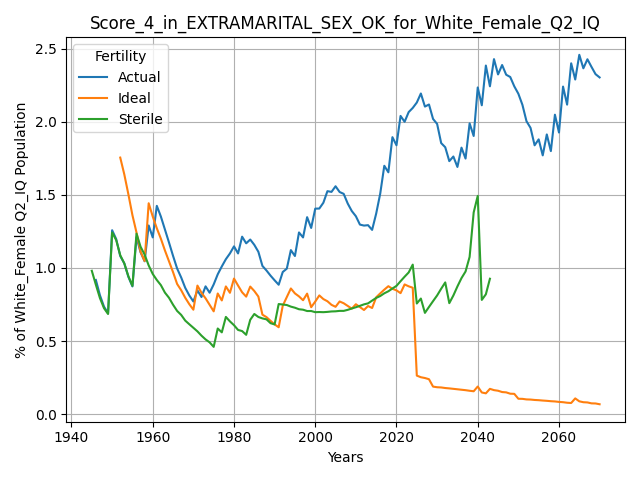 Score_4_in_EXTRAMARITAL_SEX_OK_for_White_Female_Q2_IQ
Fertility
Actual
Ideal
Sterile
% of White_Female Q2_IQ Population
2.5
2.0
1.5
1.0
0.5
0.0
1940 1960 1980 2000 2020 2040 2060
Years